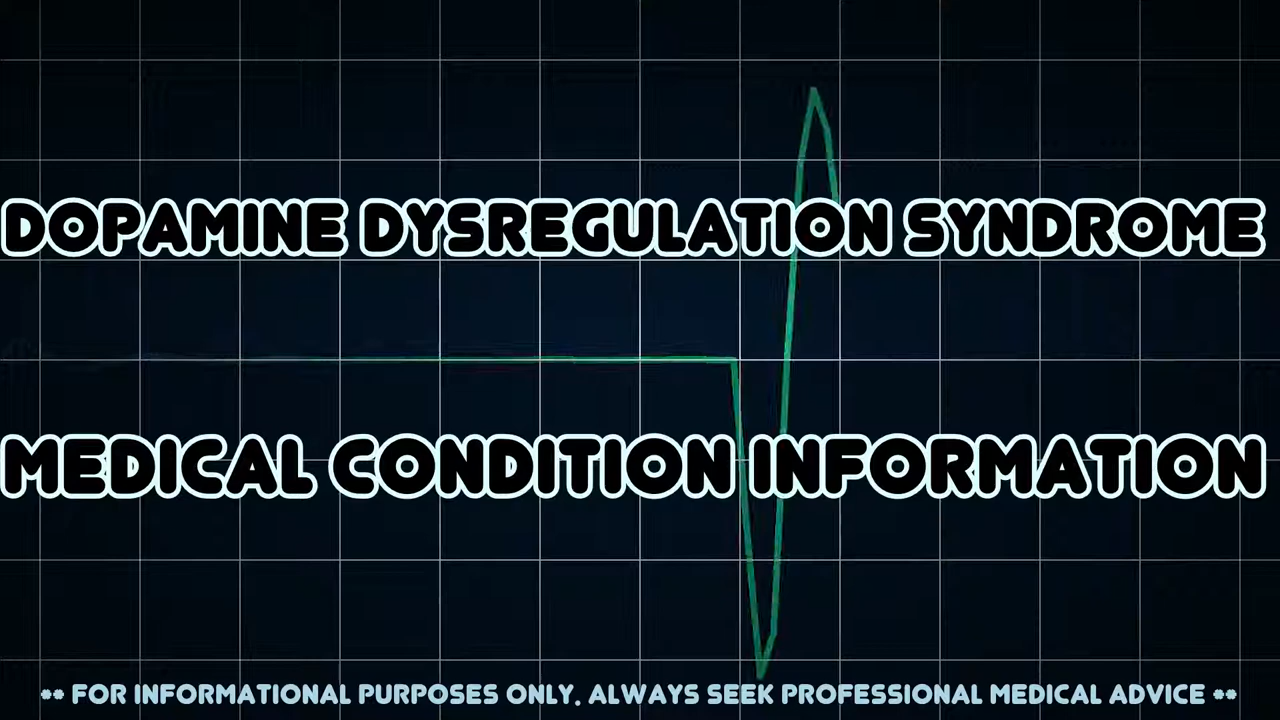 DOPAMINE DYSREGULATION SYNDROME
MEDICAL CONDITION INFORMATION
** FOR INFORMATIONAL PURPOSES ONLY. ALWAYS SEEK PROFESSIONAL MEDICAL ADVICE **